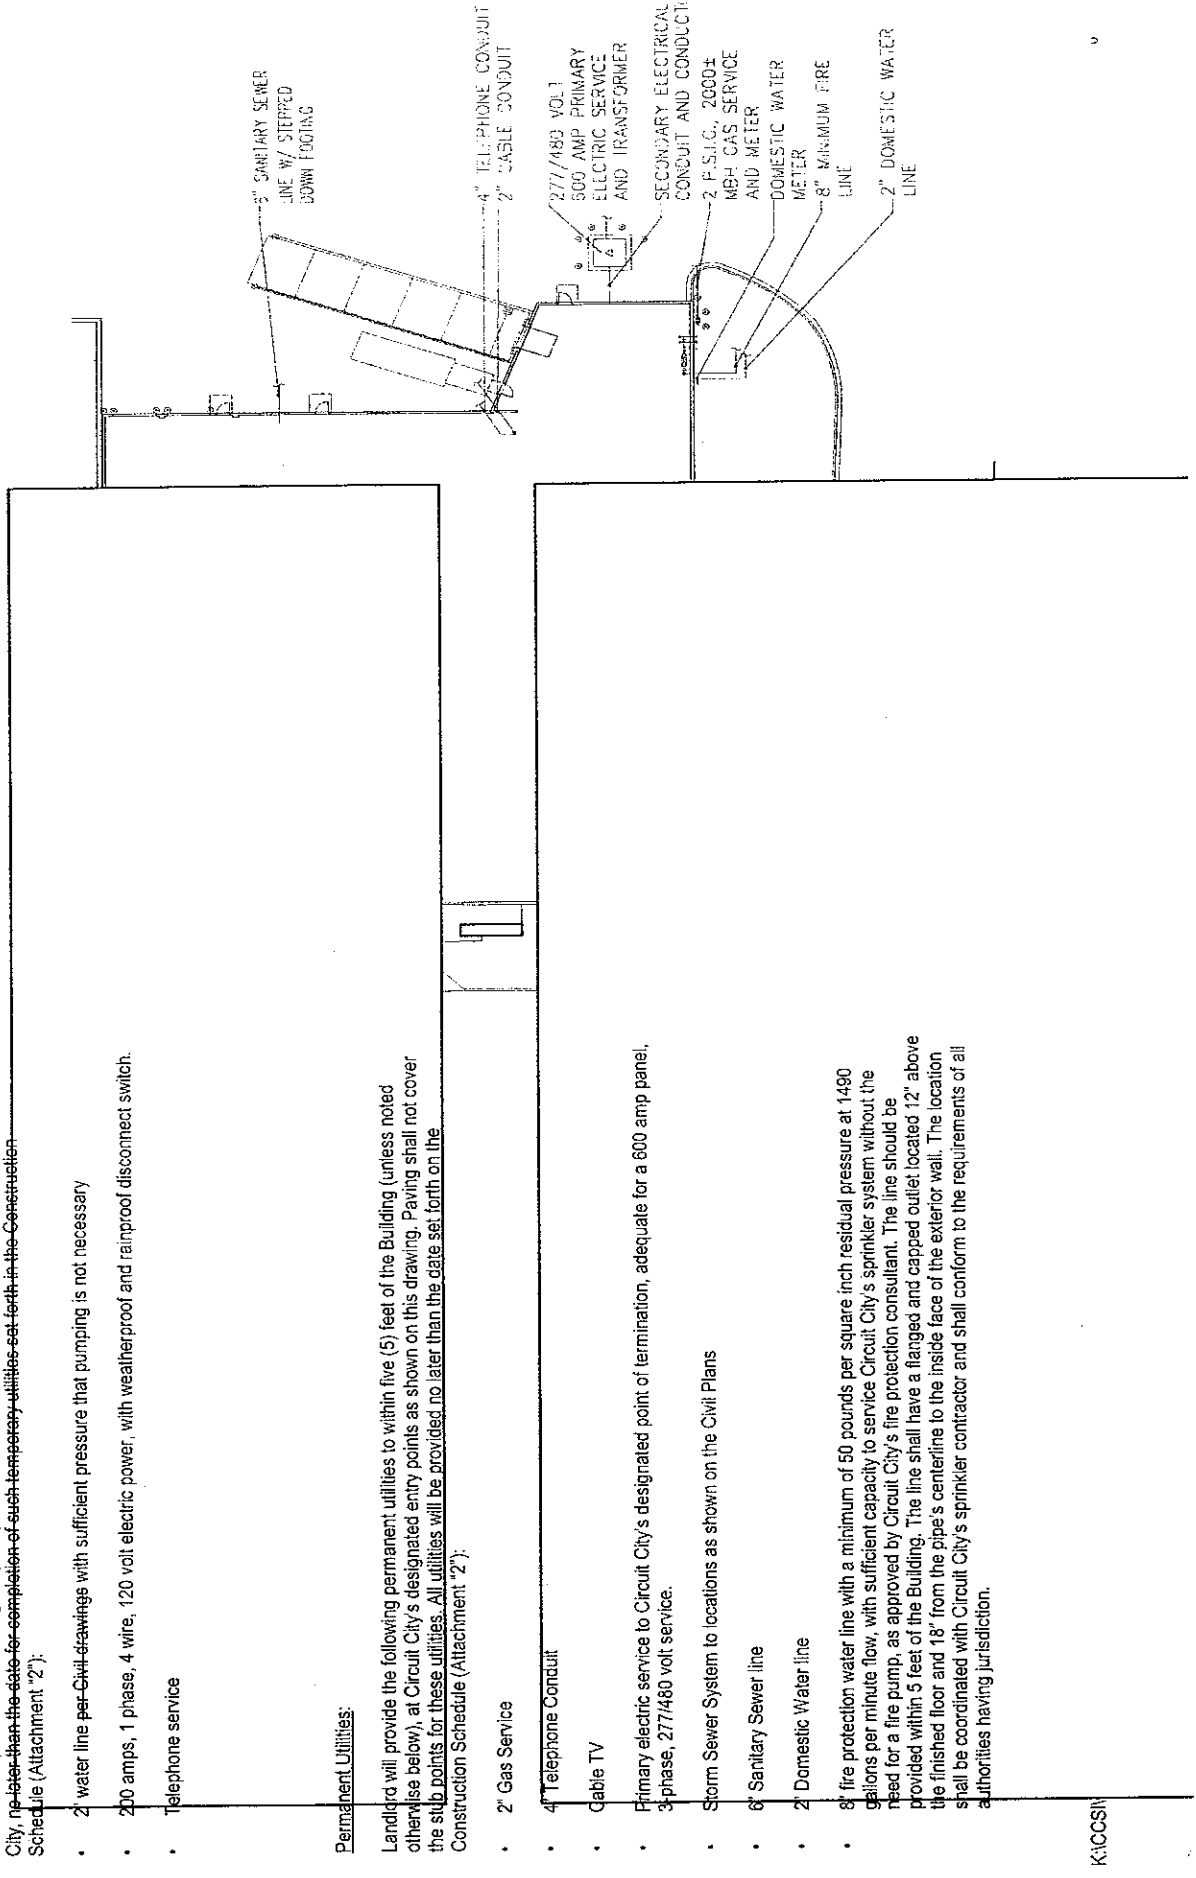 City, no later than the date for completion of such temporary utilities set forth in the Construction
Schedule (Attachment "2"):
• 2" water line per Civil drawings with sufficient pressure that pumping is not necessary
• 200 amps, 1 phase, 4 wire, 120 volt electric power, with weatherproof and rainproof disconnect switch.
• Telephone service
Permanent Utilities:
Landlord will provide the following permanent utilities to within five (5) feet of the Building (unless noted
otherwise below), at Circuit City's designated entry points as shown on this drawing. Paving shall not cover
the stub points for these utilities. All utilities will be provided no later than the date set forth on the
Construction Schedule (Attachment "2"):
• 2" Gas Service
• 4" Telephone Conduit
• Cable TV
• Primary electric service to Circuit City's designated point of termination, adequate for a 600 amp panel,
3-phase, 277/480 volt service.
• Storm Sewer System to locations as shown on the Civil Plans
• 6" Sanitary Sewer line
• 2" Domestic Water line
• 8" fire protection water line with a minimum of 50 pounds per square inch residual pressure at 1490
gallons per minute flow, with sufficient capacity to service Circuit City's sprinkler system without the
need for a fire pump, as approved by Circuit City's fire protection consultant. The line should be
provided within 5 feet of the Building. The line shall have a flanged and capped outlet located 12" above
the finished floor and 18" from the pipe's centerline to the inside face of the exterior wall. The location
shall be coordinated with Circuit City's sprinkler contractor and shall conform to the requirements of all
authorities having jurisdiction.
K:\CCSI\
SANITARY SEWER
LINE W/ STEPPED
DOWN FOOTING
4" TELEPHONE CONDUIT
2" CABLE CONDUIT
277/480 VOLT
600 AMP PRIMARY
ELECTRIC SERVICE
AND TRANSFORMER
SECONDARY ELECTRICAL
CONDUIT AND CONDUCT
2 P.S.I.G., 2000±
MBH GAS SERVICE
AND METER
DOMESTIC WATER
METER
8" MINIMUM FIRE
LINE
2" DOMESTIC WATER
LINE